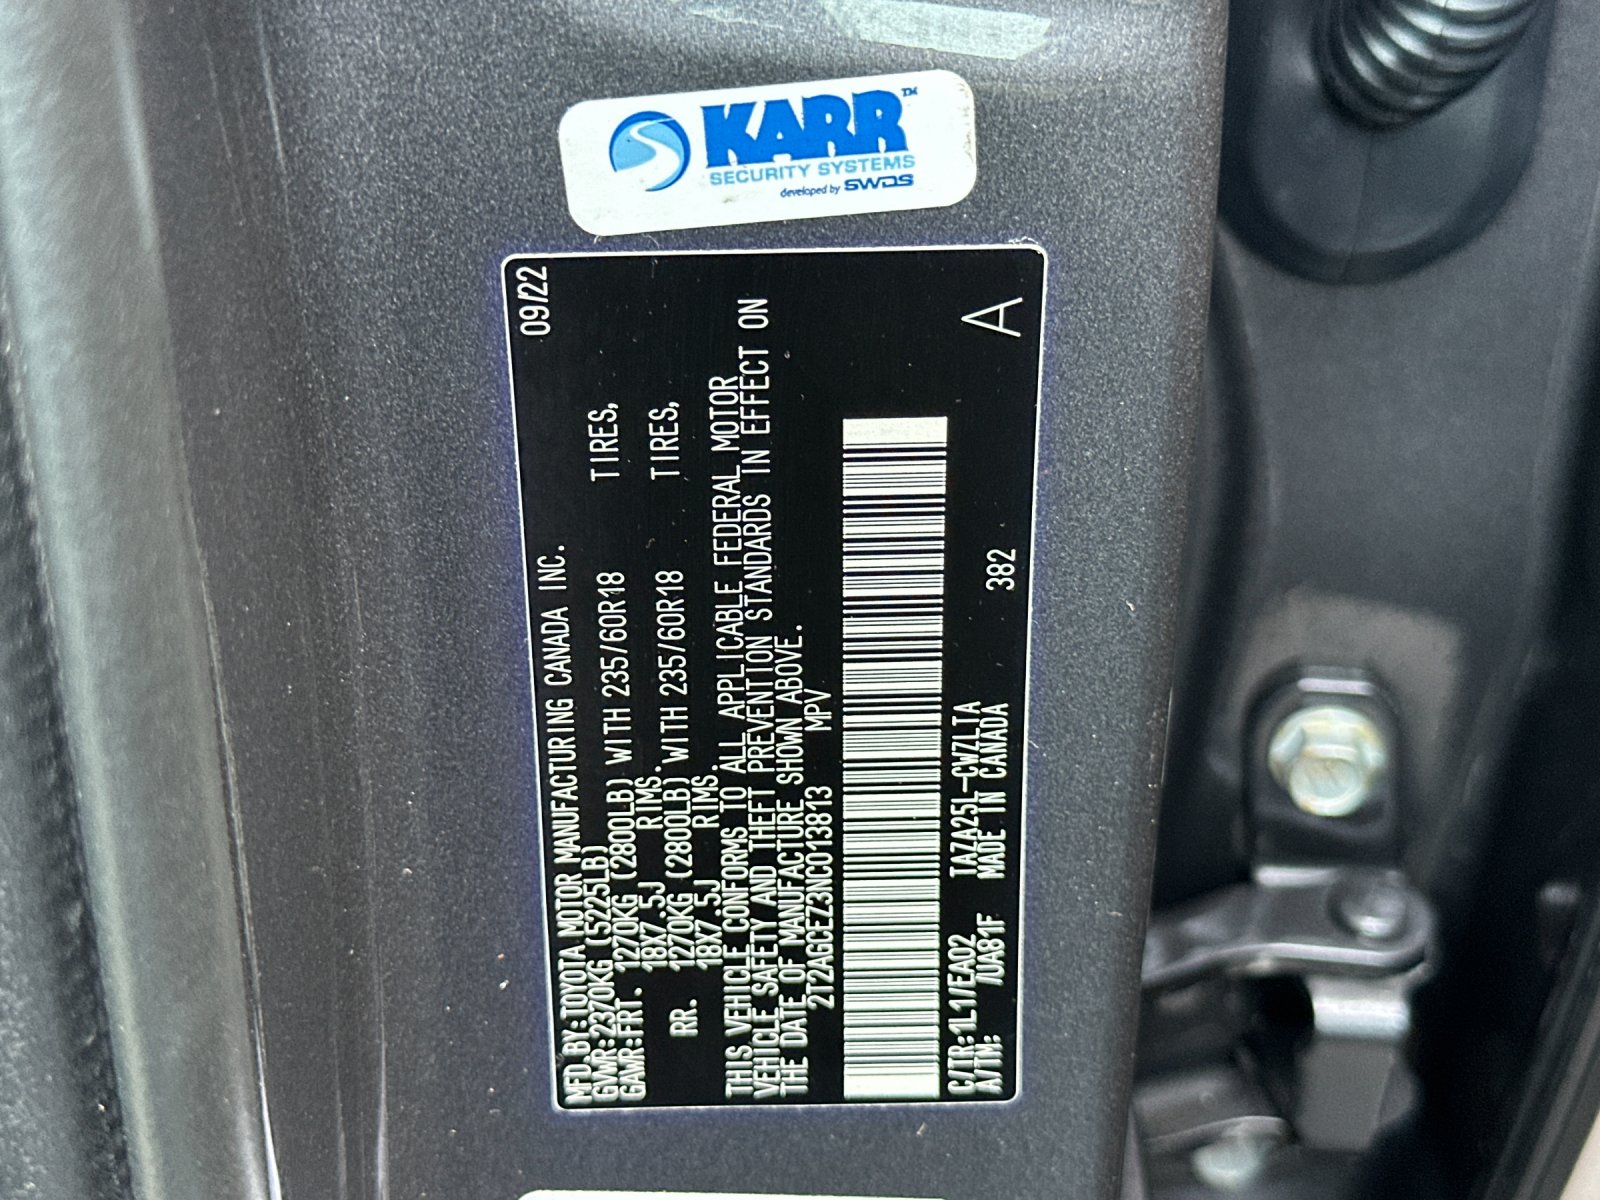 KARR™
SECURITY SYSTEMS
developed by SWDS
MFD.BY:TOYOTA MOTOR MANUFACTURING CANADA INC. 09/22
GVWR:2370KG (5225LB)
GAWR:FRT. 1270KG (2800LB) WITH 235/60R18 TIRES,
18X7.5J RIMS.
RR. 1270KG (2800LB) WITH 235/60R18 TIRES,
18X7.5J RIMS.
THIS VEHICLE CONFORMS TO ALL APPLICABLE FEDERAL MOTOR
VEHICLE SAFETY AND THEFT PREVENTION STANDARDS IN EFFECT ON
THE DATE OF MANUFACTURE SHOWN ABOVE.
2T2AGCEZ3NC013813 MPV
C/TR:1L1/EA02 TAZA25L-CWZLTA 382
A/TM: /UA81F MADE IN CANADA A